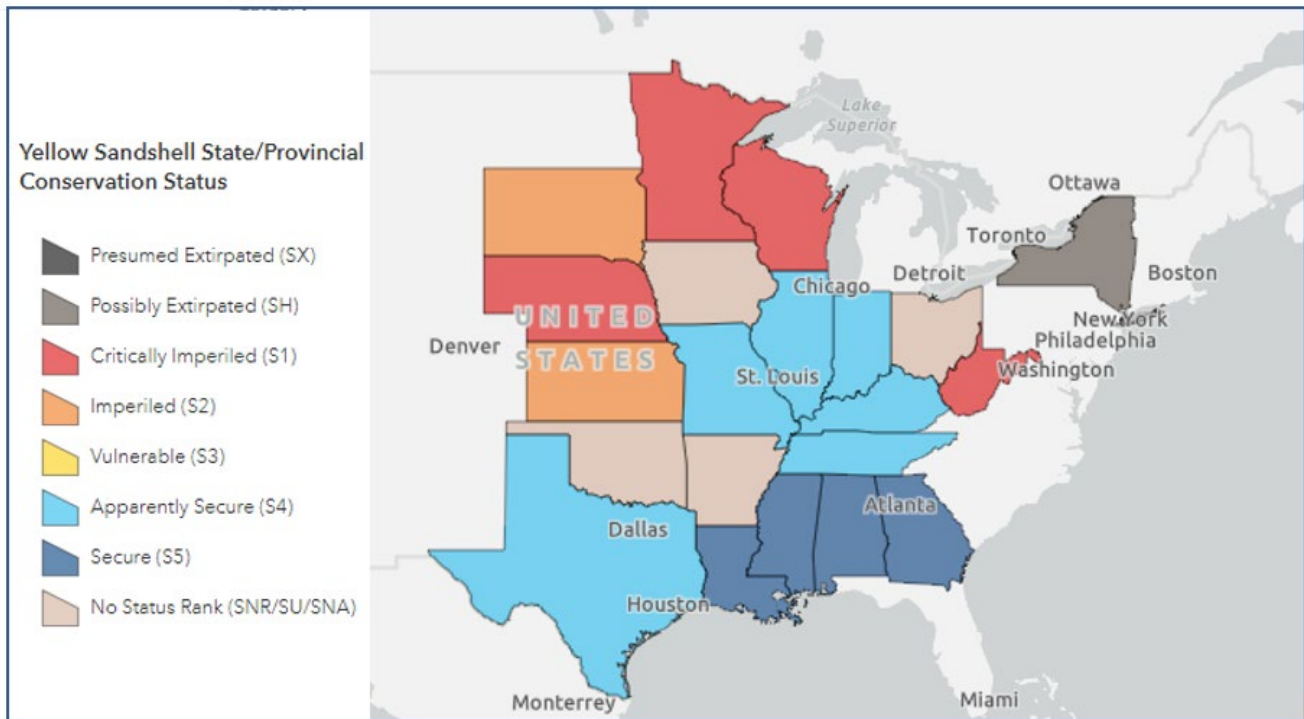 Yellow Sandshell State/Provincial
Conservation Status
Presumed Extirpated (SX)
Possibly Extirpated (SH)
Critically Imperiled (S1)
Imperiled (S2)
Vulnerable (S3)
Apparently Secure (S4)
Secure (S5)
No Status Rank (SNR/SU/SNA)
Lake
Superior
Ottawa
Toronto
Detroit
Boston
Chicago
New York
UNITED
Philadelphia
Denver
STATES
Washington
St. Louis
Atlanta
Dallas
Houston
Monterrey
Miami